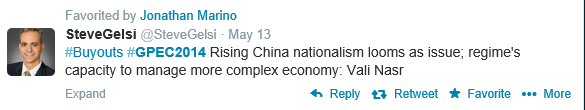 Favorited by Jonathan Marino
SteveGelsi @SteveGelsi · May 13
#Buyouts #GPEC2014 Rising China nationalism looms as issue; regime's
capacity to manage more complex economy: Vali Nasr
Expand Reply Retweet Favorite ••• More